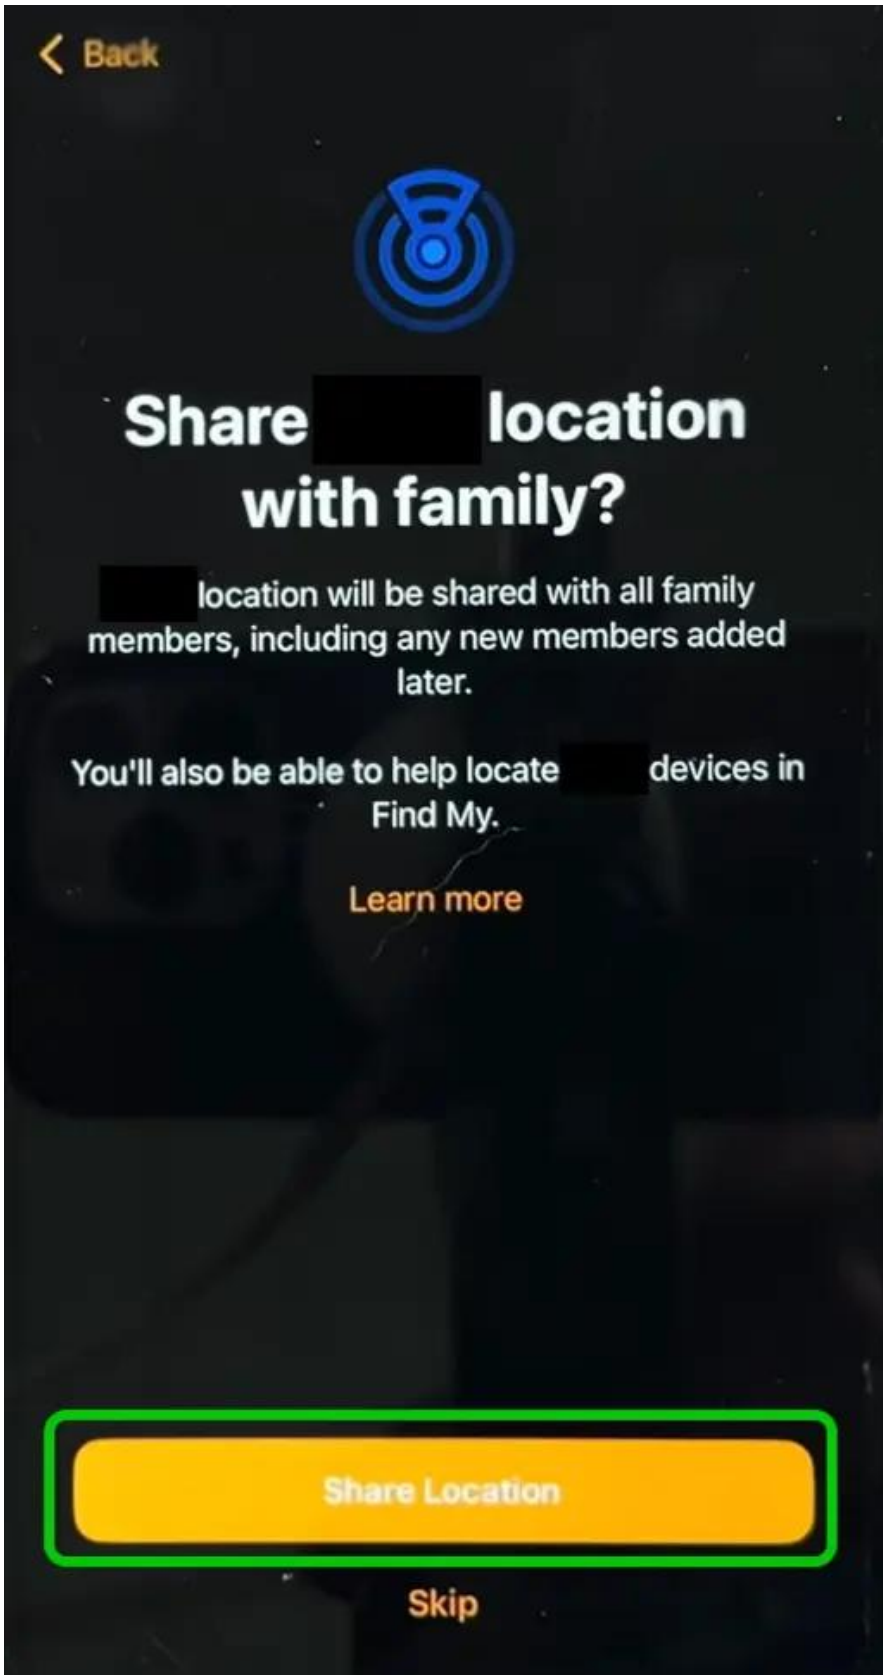 Back
Share location
with family?
location will be shared with all family
members, including any new members added
later.
You'll also be able to help locate devices in
Find My.
Learn more
Share Location
Skip